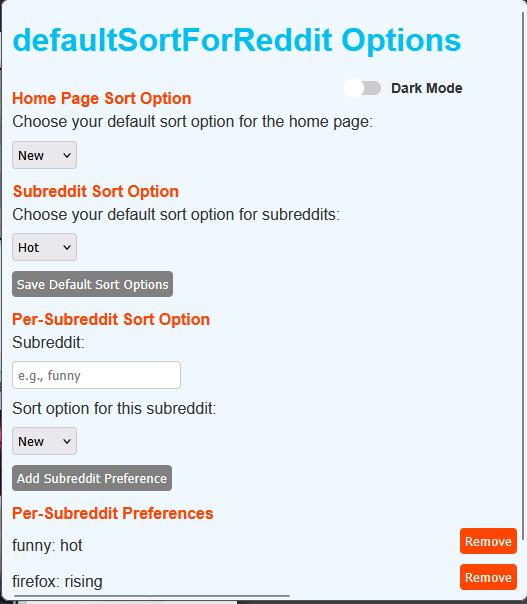 defaultSortForReddit Options
Dark Mode
Home Page Sort Option
Choose your default sort option for the home page:
New
Subreddit Sort Option
Choose your default sort option for subreddits:
Hot
Save Default Sort Options
Per-Subreddit Sort Option
Subreddit:
e.g., funny
Sort option for this subreddit:
New
Add Subreddit Preference
Per-Subreddit Preferences
funny: hot
Remove
firefox: rising
Remove